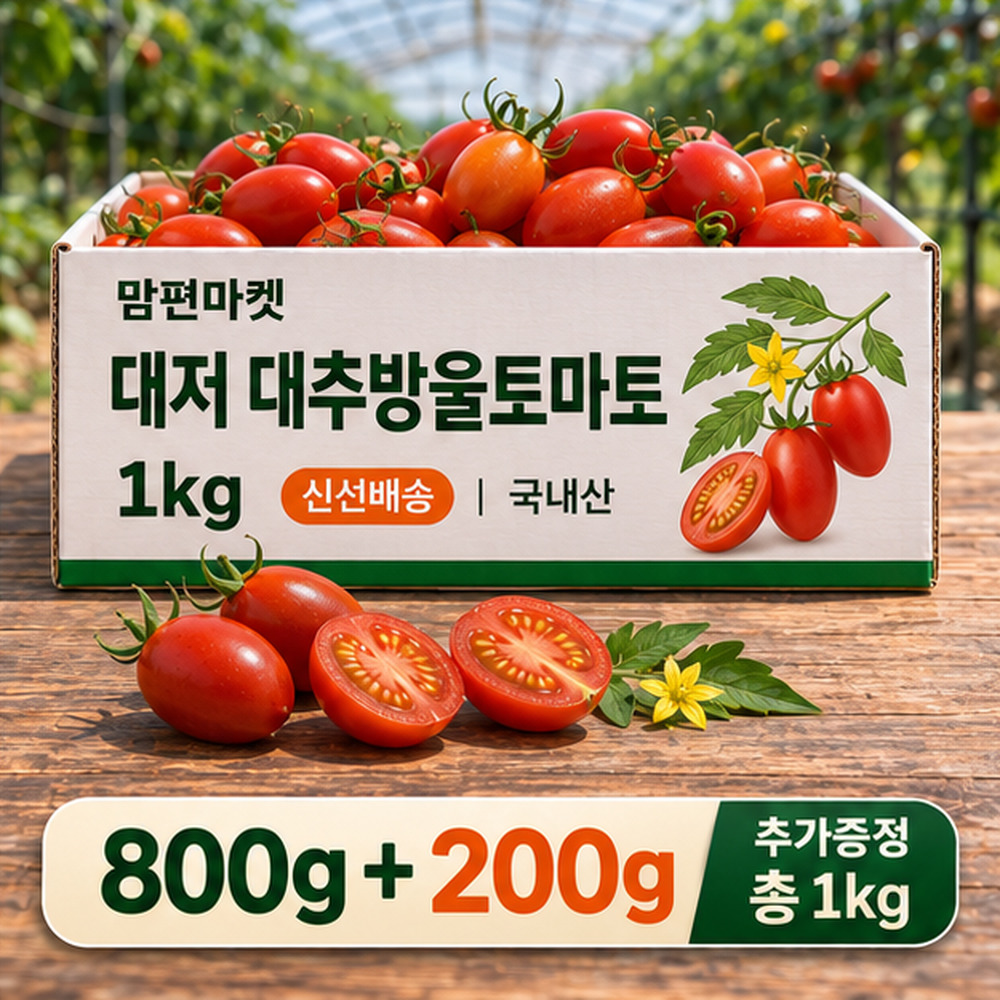 맘편마켓
대저 대추방울토마토
1kg 신선배송 | 국내산
800g + 200g
추가증정
총 1kg